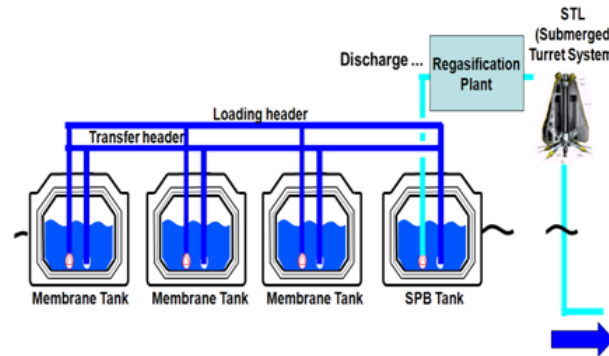 STL
(Submerged
Turret System
Discharge ...
Regasification
Plant
Loading header
Transfer header
Membrane Tank
Membrane Tank
Membrane Tank
SPB Tank